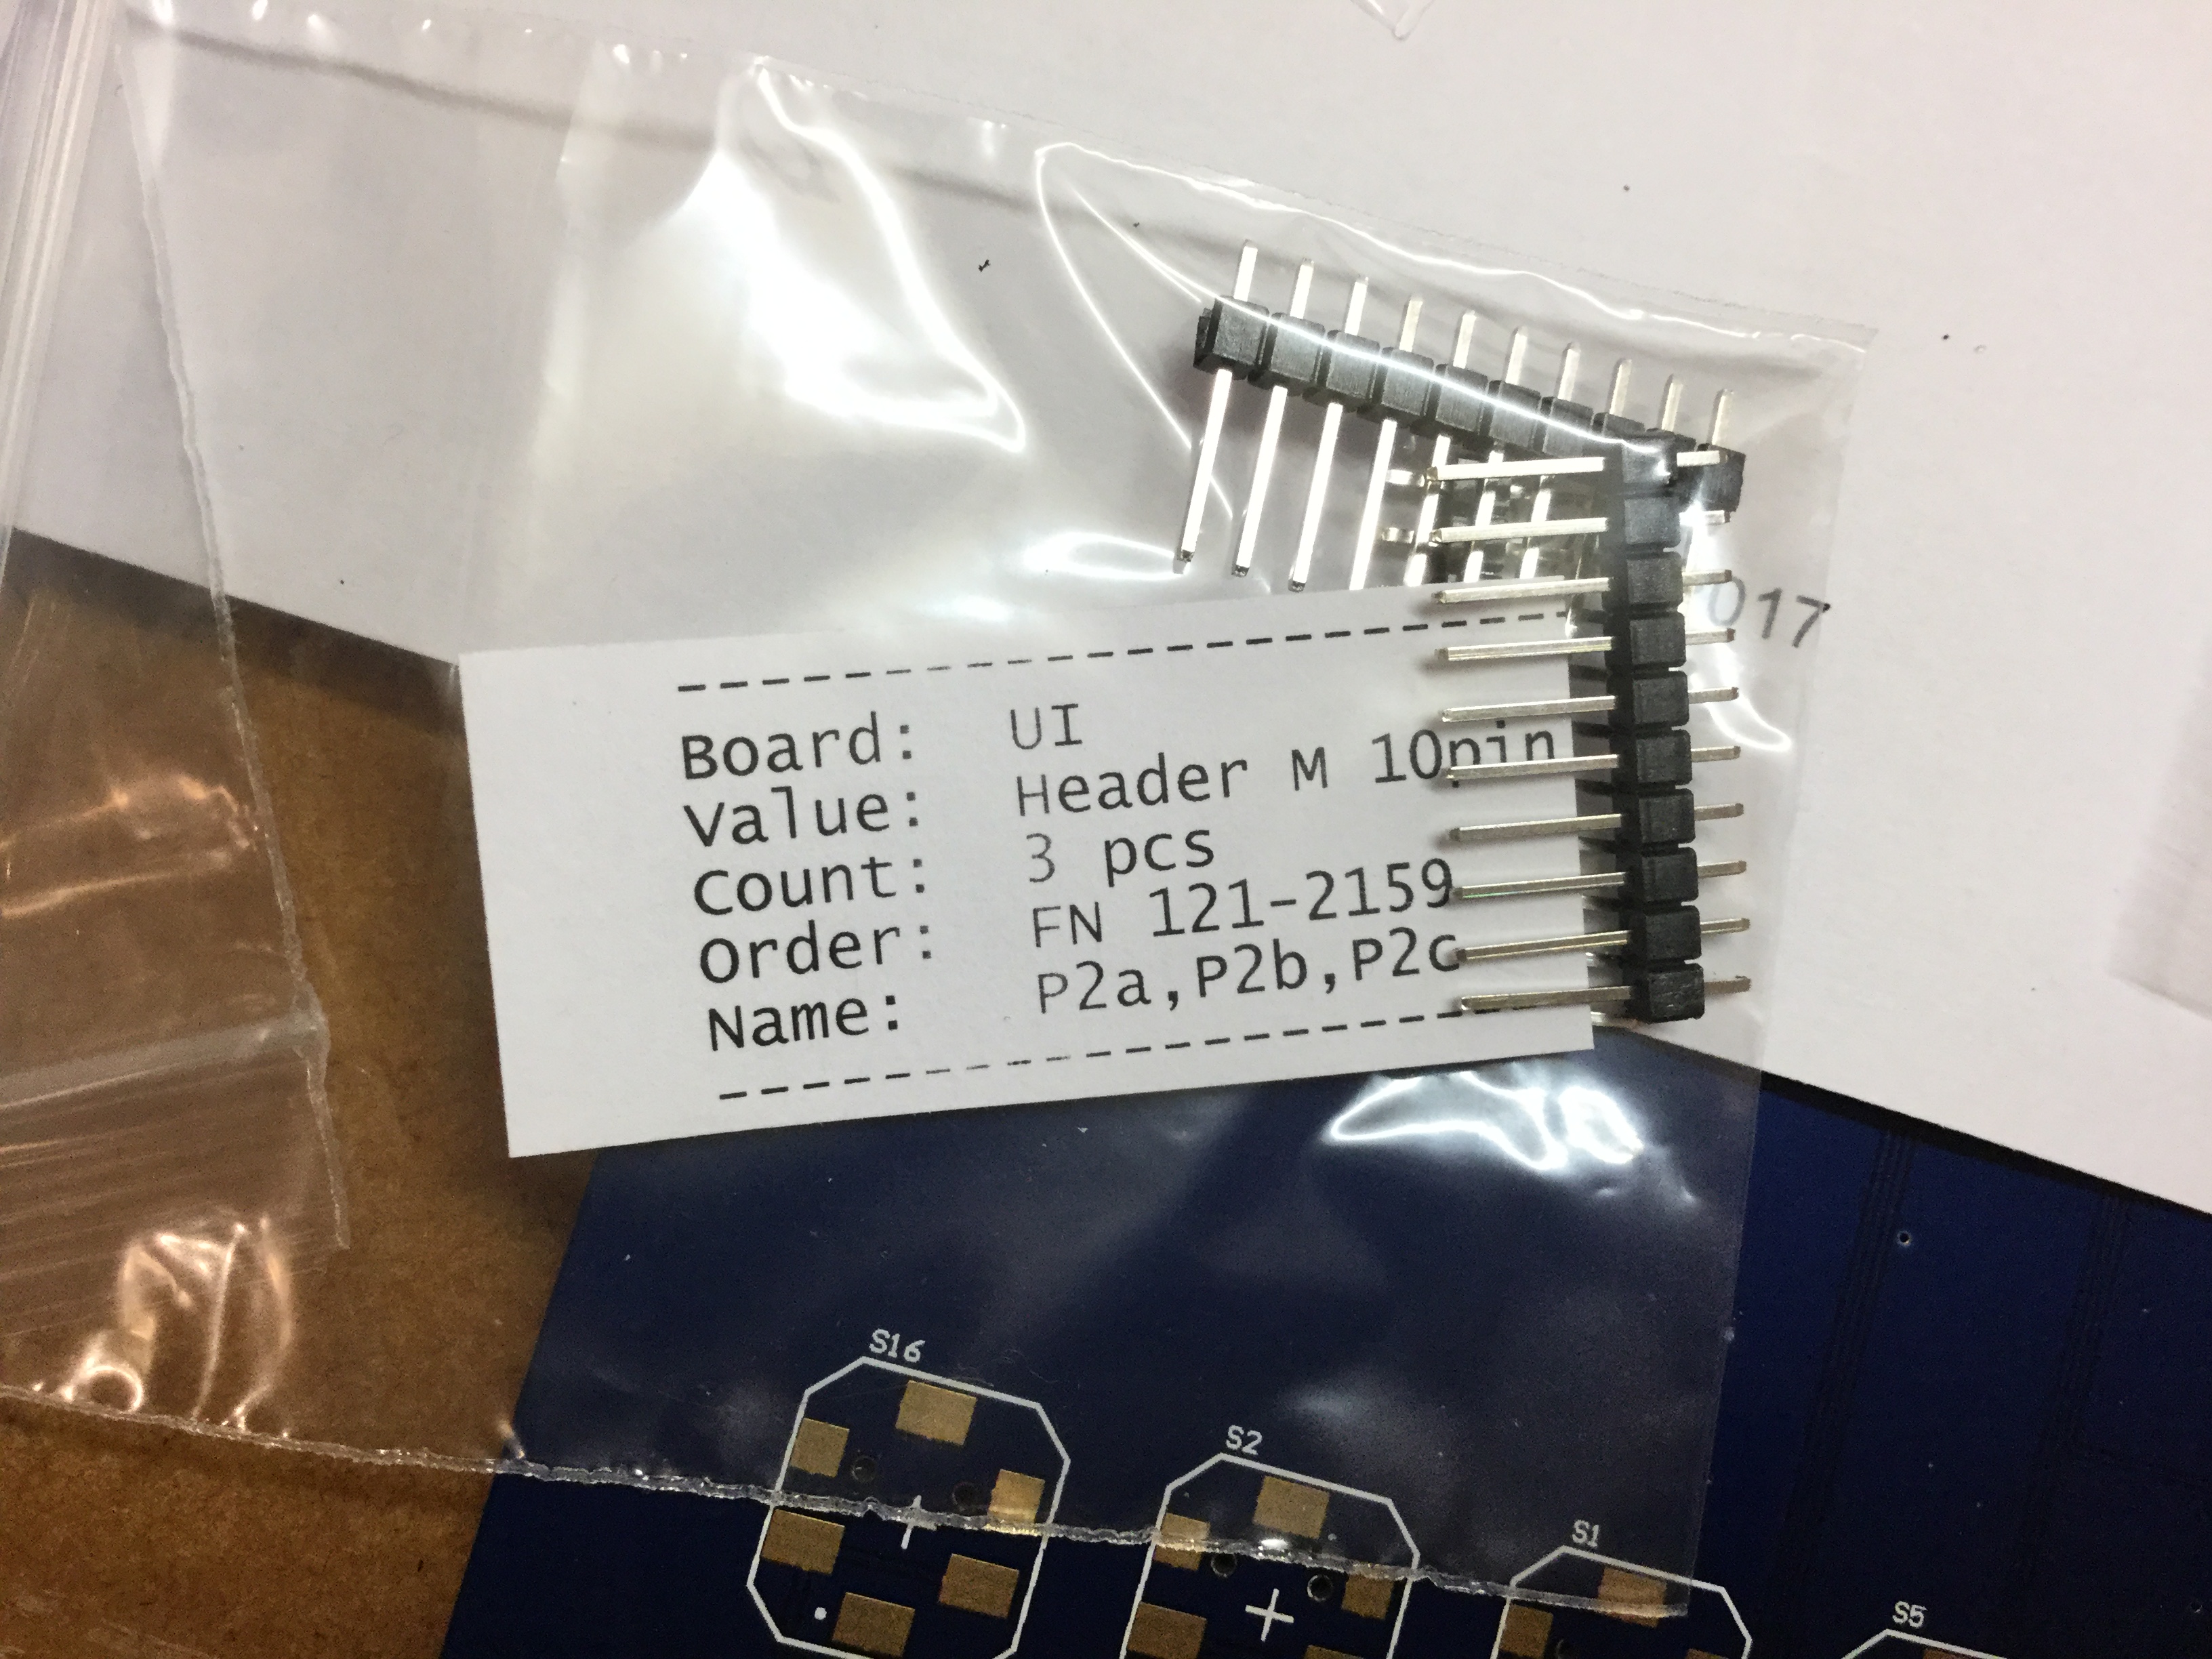 017
Board: UI
Value: Header M 10pin
Count: 3 pcs
Order: FN 121-2159
Name: P2a,P2b,P2c
S16
S2
S1
S5